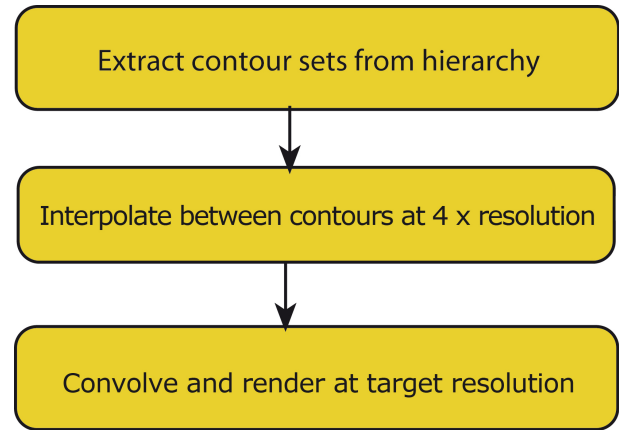 Extract contour sets from hierarchy
Interpolate between contours at 4 x resolution
Convolve and render at target resolution